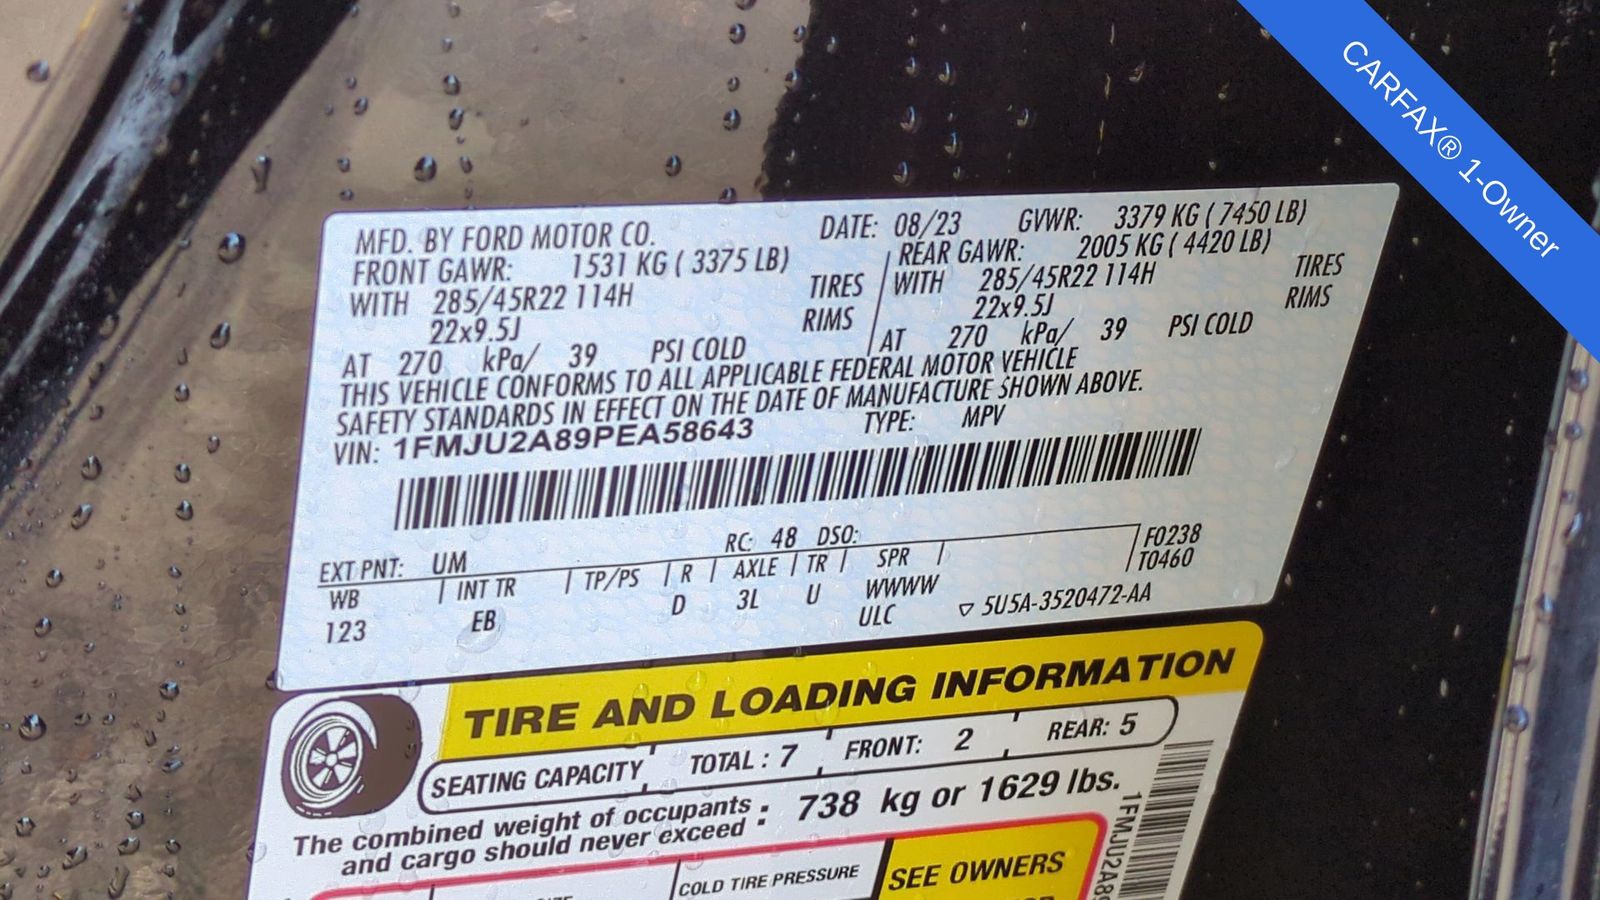 CARFAX® 1-Owner
MFD. BY FORD MOTOR CO. DATE: 08/23 GVWR: 3379 KG ( 7450 LB)
FRONT GAWR: 1531 KG ( 3375 LB) REAR GAWR: 2005 KG ( 4420 LB)
WITH 285/45R22 114H TIRES WITH 285/45R22 114H TIRES
22x9.5J RIMS 22x9.5J RIMS
AT 270 kPa/ 39 PSI COLD AT 270 kPa/ 39 PSI COLD
THIS VEHICLE CONFORMS TO ALL APPLICABLE FEDERAL MOTOR VEHICLE
SAFETY STANDARDS IN EFFECT ON THE DATE OF MANUFACTURE SHOWN ABOVE.
VIN: 1FMJU2A89PEA58643 TYPE: MPV
EXT PNT: UM RC: 48 DSO: F0238
WB INT TR TP/PS R AXLE TR SPR T0460
123 EB D 3L U WWWW
ULC ▽ 5U5A-3520472-AA
TIRE AND LOADING INFORMATION
SEATING CAPACITY TOTAL : 7 FRONT: 2 REAR: 5
The combined weight of occupants and cargo should never exceed : 738 kg or 1629 lbs.
COLD TIRE PRESSURE
SEE OWNERS
1FMJU2A89